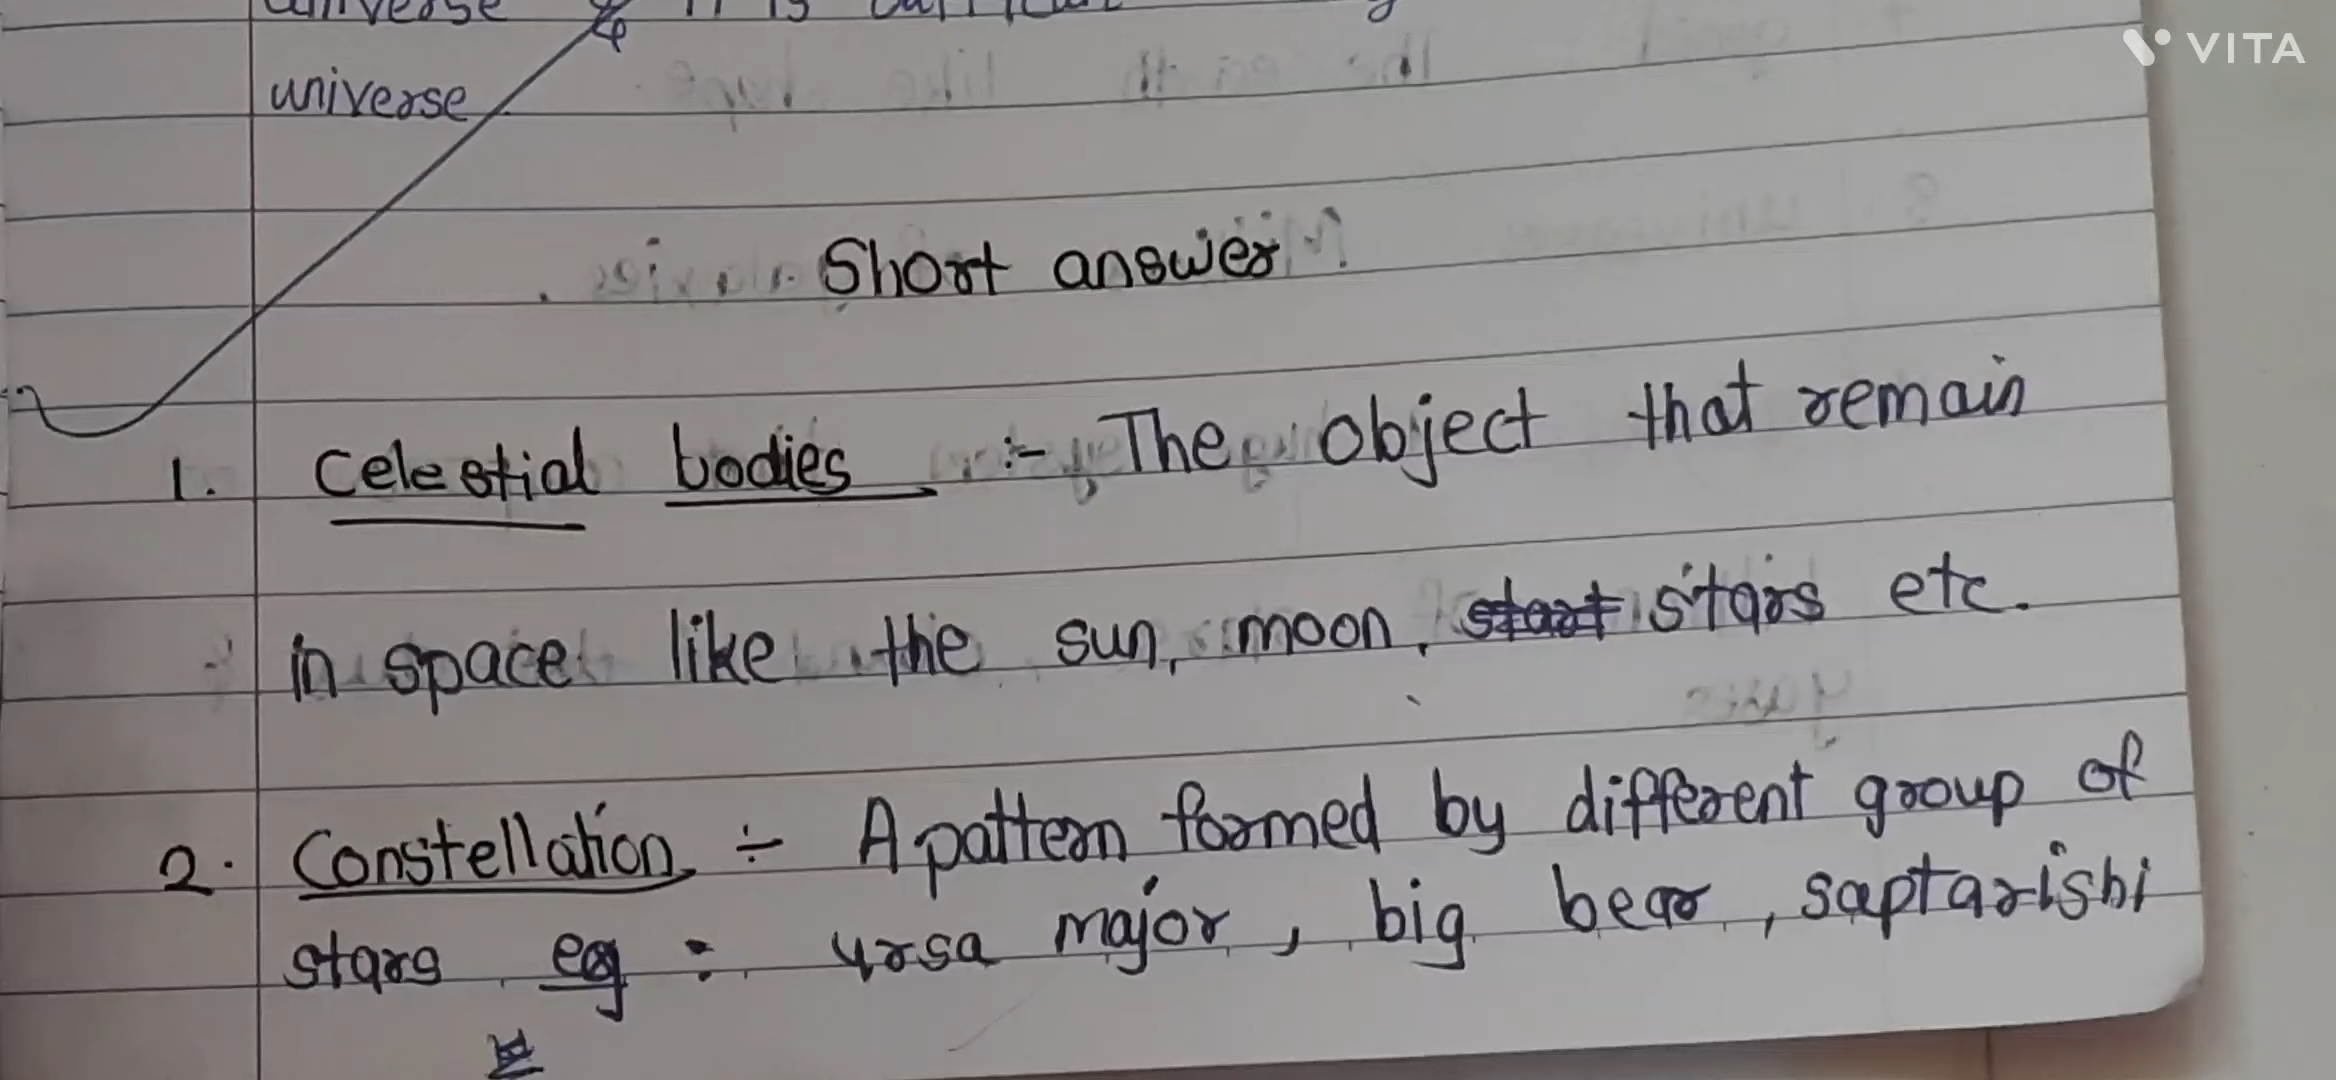 universe
VITA
Short answer
1. Celestial bodies :- The object that remain
in space like the sun, moon, stars etc.
2. Constellation ÷ A pattern formed by different group of
stars eg : ursa major, big bear, saptarishi